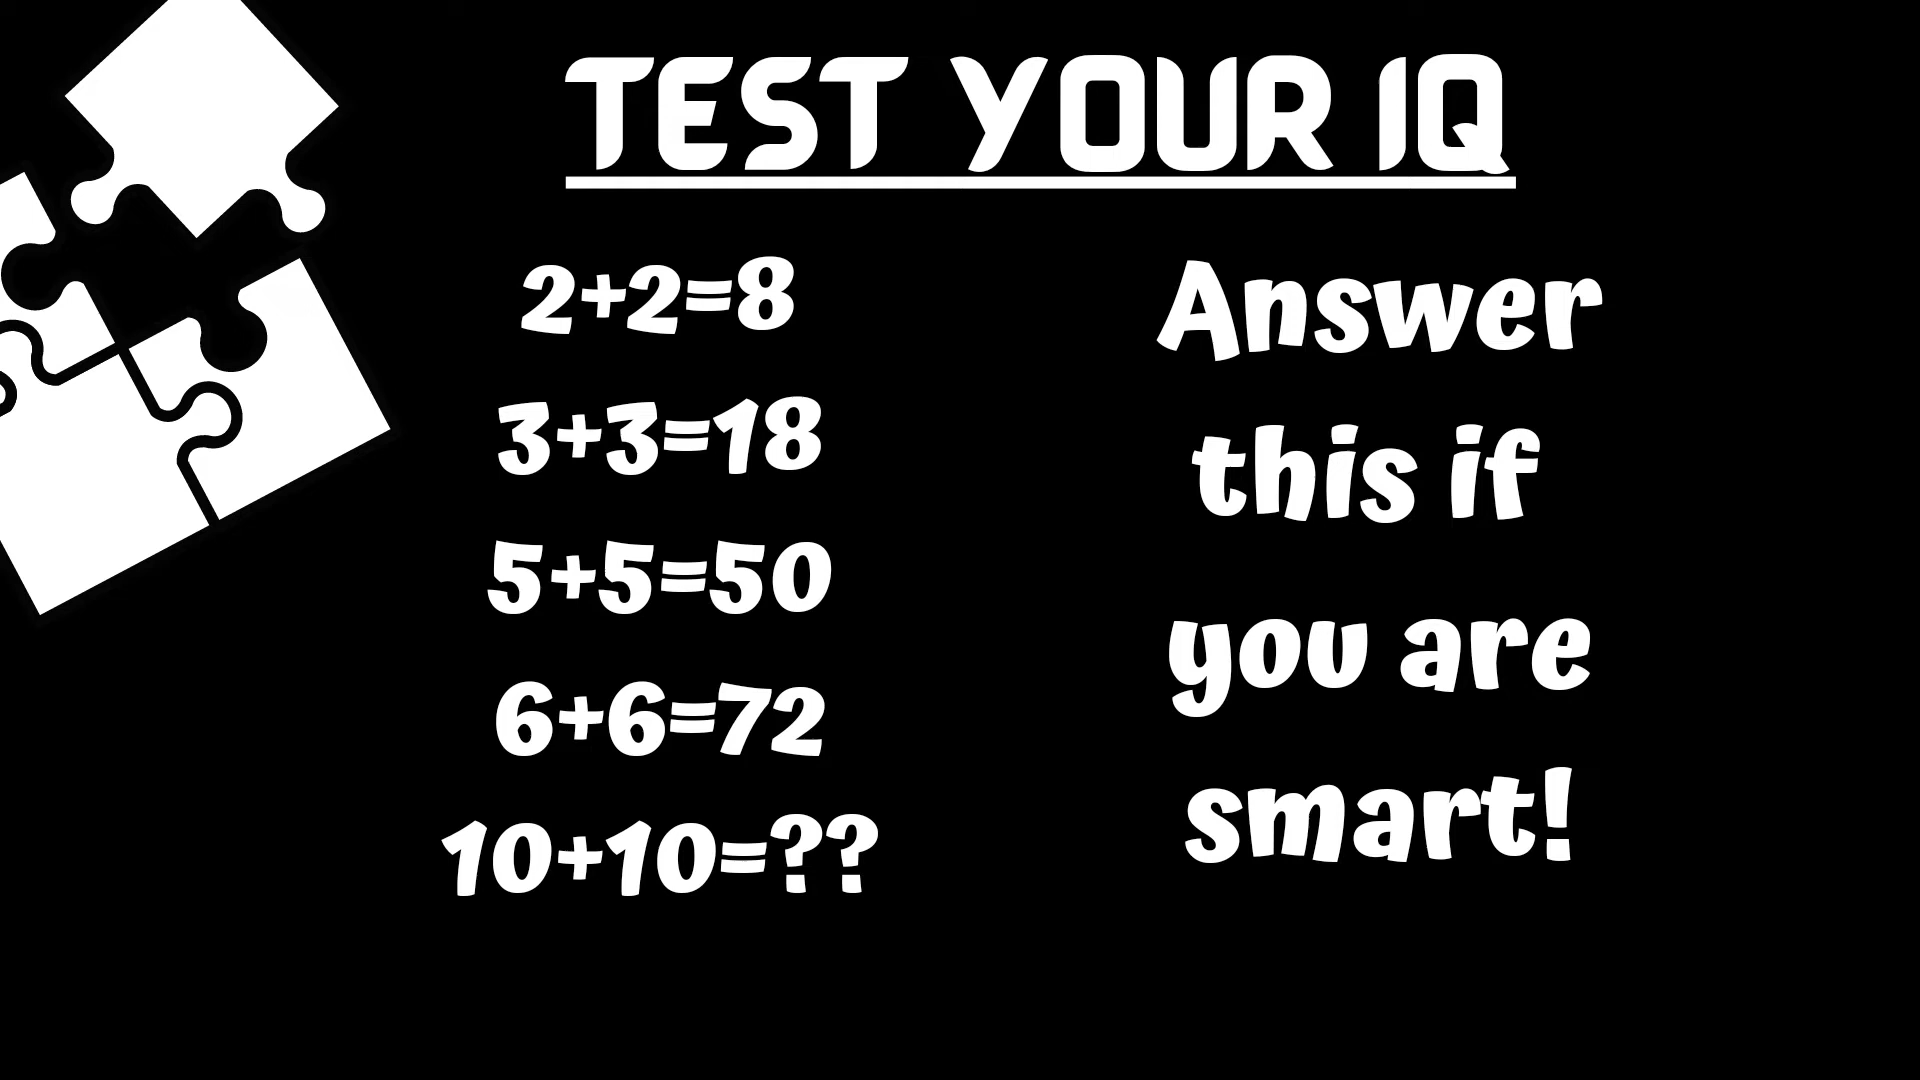 TEST YOUR IQ
2+2=8
3+3=18
5+5=50
6+6=72
10+10=??
Answer
this if
you are
smart!